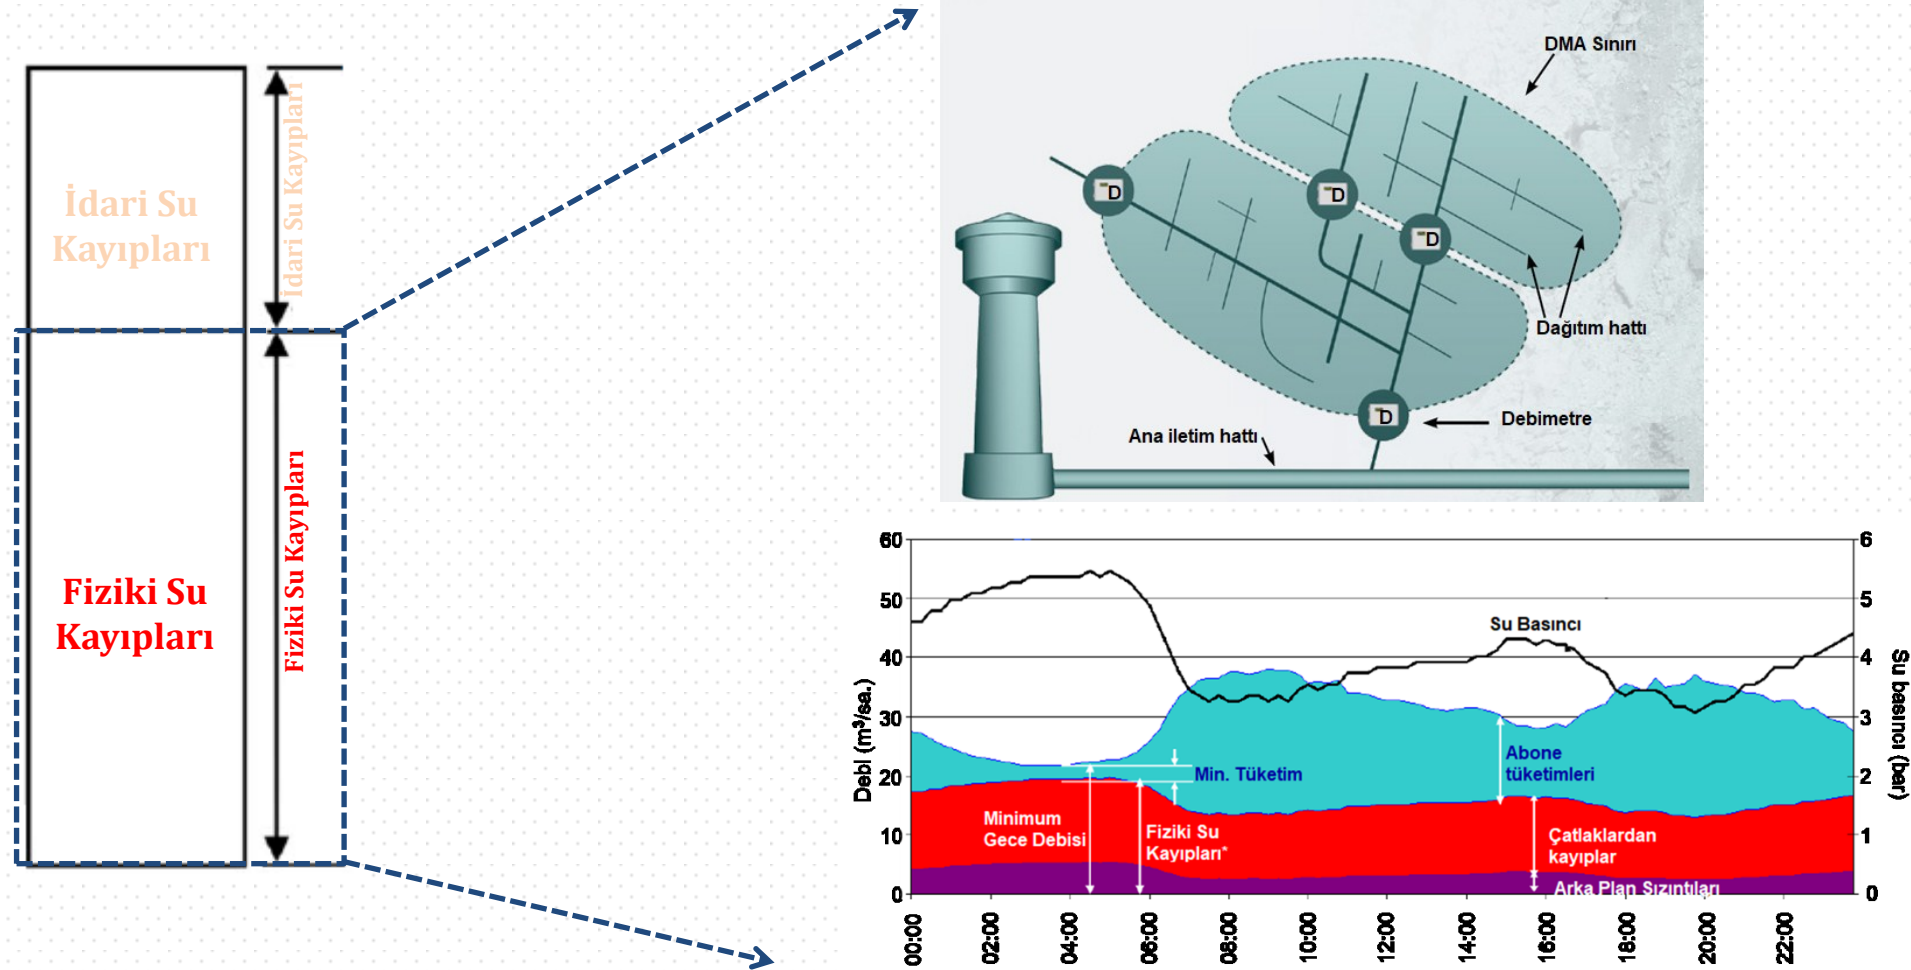 İdari Su
Kayıpları
İdari Su Kayıpları
Fiziki Su
Kayıpları
Fiziki Su Kayıpları
DMA Sınırı
D
D
D
D
Dağıtım hattı
Debimetre
Ana iletim hattı
60
50
40
30
20
10
0
Debi (m³/sa.)
6
5
4
3
2
1
0
Su basıncı (bar)
Su Basıncı
Min. Tüketim
Abone
tüketimleri
Minimum
Gece Debisi
Fiziki Su
Kayıpları*
Çatlaklardan
kayıplar
Arka Plan Sızıntıları
00:00
02:00
04:00
06:00
08:00
10:00
12:00
14:00
16:00
18:00
20:00
22:00